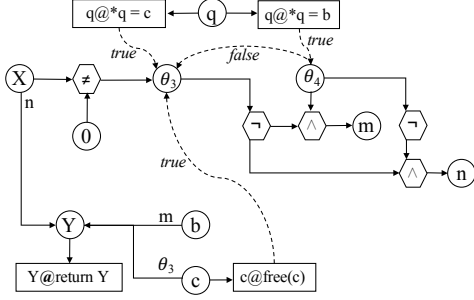 q@*q = c
q
q@*q = b
true
true
false
X
≠
θ3
θ4
n
¬
∧
m
¬
0
true
∧
n
Y
m
b
θ3
Y@return Y
c
c@free(c)